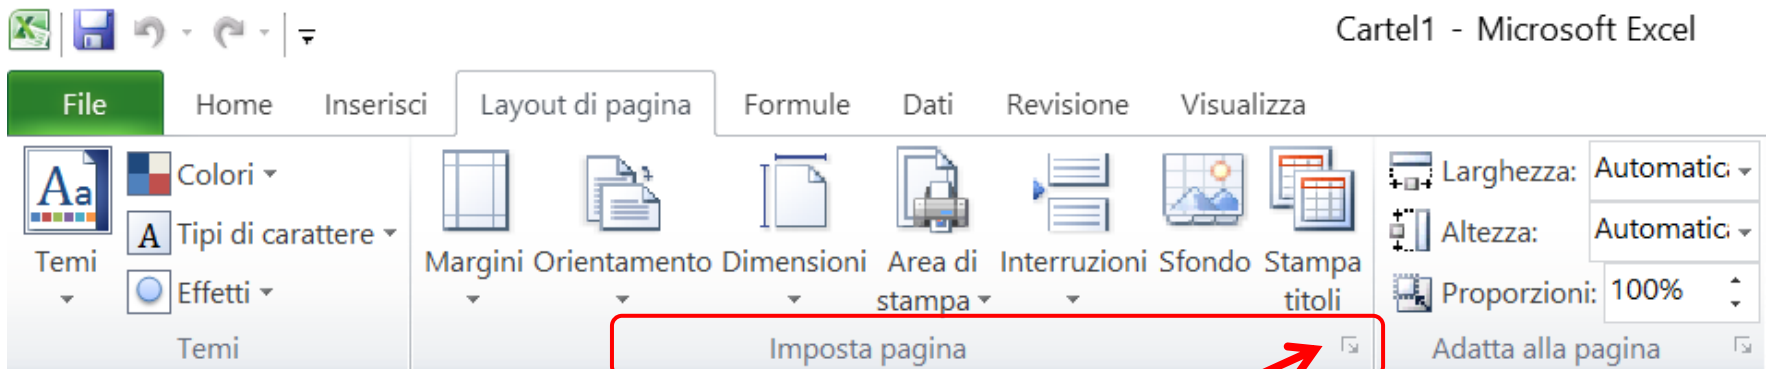 Cartel1 - Microsoft Excel
File Home Inserisci Layout di pagina Formule Dati Revisione Visualizza
Aa Colori Larghezza: Automatic
A Tipi di carattere Altezza: Automatic
Temi Margini Orientamento Dimensioni Area di stampa Interruzioni Sfondo Stampa titoli
Effetti Proporzioni: 100%
Temi Imposta pagina Adatta alla pagina